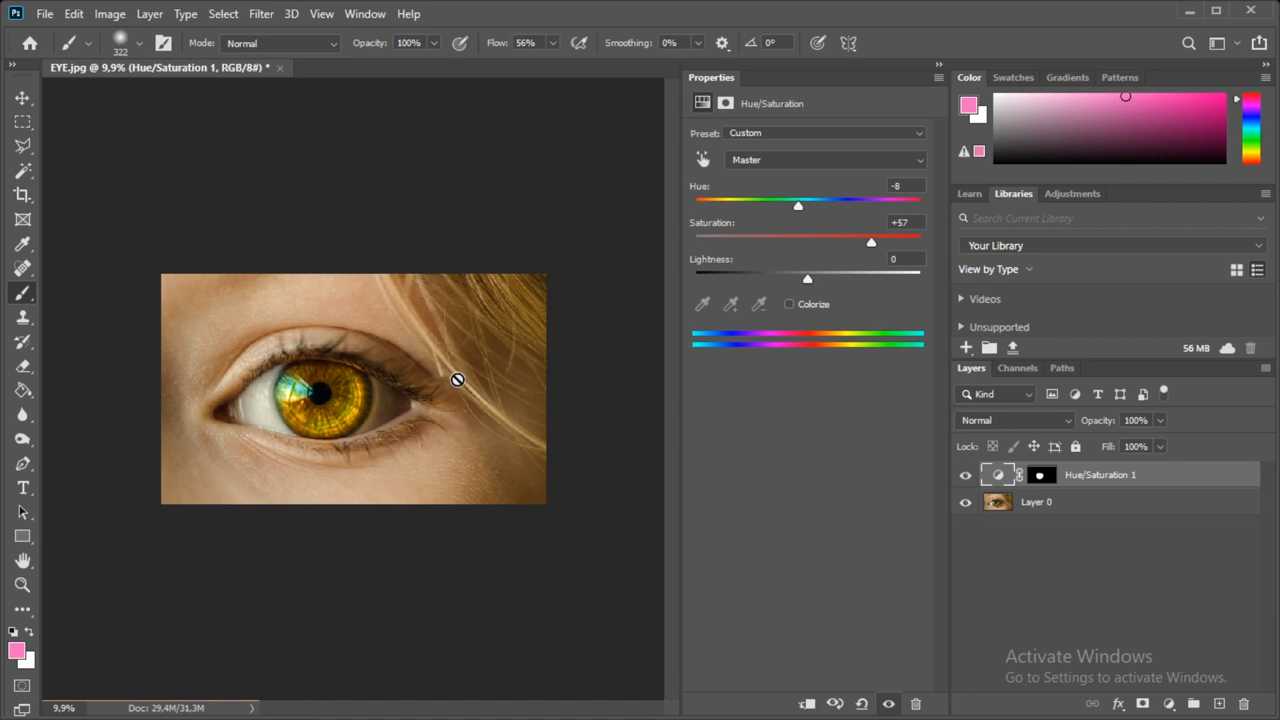 Ps File Edit Image Layer Type Select Filter 3D View Window Help
322 Mode: Normal Opacity: 100% Flow: 56% Smoothing: 0% 0°
EYE.jpg @ 9,9% (Hue/Saturation 1, RGB/8#) * ×
Properties
Hue/Saturation
Preset: Custom
Master
Hue: -8
Saturation: +57
Lightness: 0
Colorize
Color Swatches Gradients Patterns
Learn Libraries Adjustments
Search Current Library
Your Library
View by Type
Videos
Unsupported
56 MB
Layers Channels Paths
Kind
Normal Opacity: 100%
Lock: Fill: 100%
Hue/Saturation 1
Layer 0
Activate Windows
Go to Settings to activate Windows.
9,9% Doc: 29,4M/31,3M